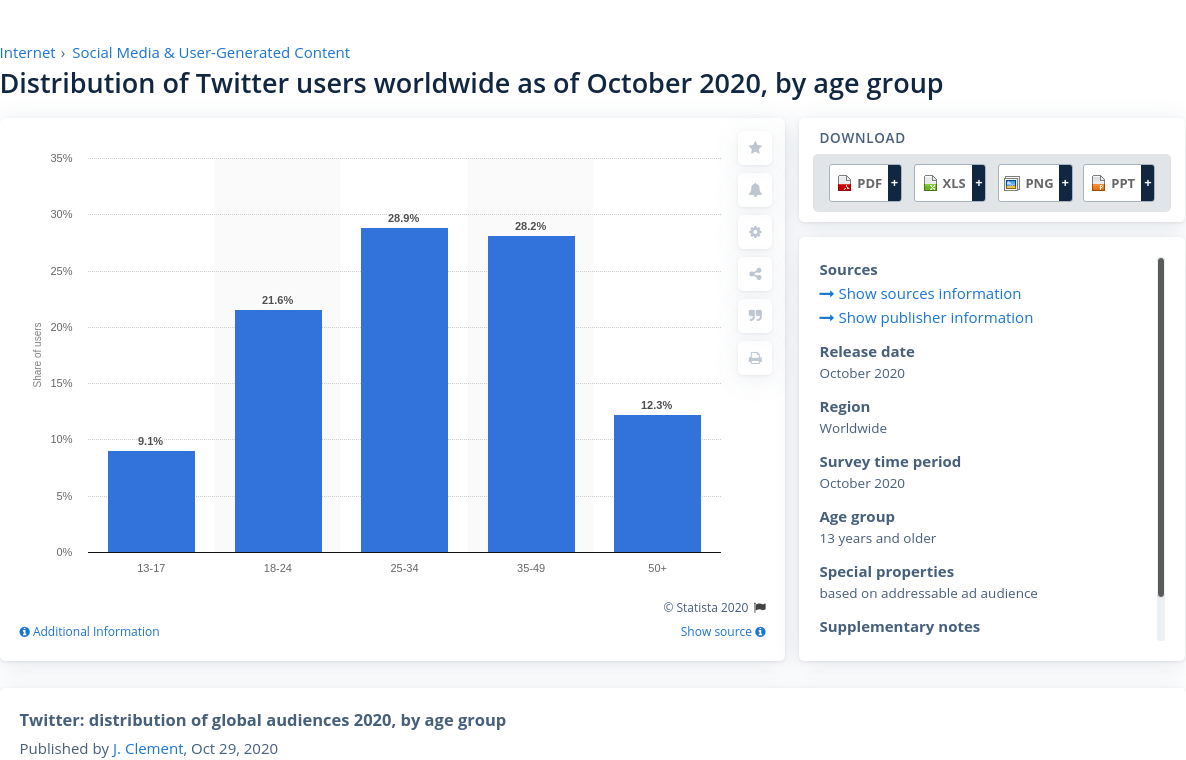 Internet › Social Media & User-Generated Content
Distribution of Twitter users worldwide as of October 2020, by age group
35%
30%
25%
20%
15%
10%
5%
0%
Share of users
9.1%
21.6%
28.9%
28.2%
12.3%
13-17
18-24
25-34
35-49
50+
© Statista 2020
Additional Information
Show source
DOWNLOAD
PDF +
XLS +
PNG +
PPT +
Sources
Show sources information
Show publisher information
Release date
October 2020
Region
Worldwide
Survey time period
October 2020
Age group
13 years and older
Special properties
based on addressable ad audience
Supplementary notes
Twitter: distribution of global audiences 2020, by age group
Published by J. Clement, Oct 29, 2020